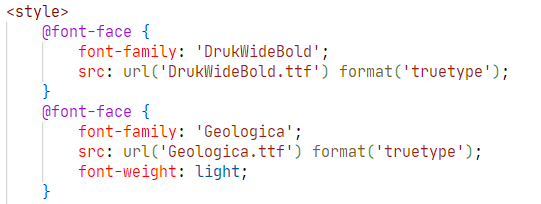 <style>
@font-face {
font-family: 'DrukWideBold';
src: url('DrukWideBold.ttf') format('truetype');
}
@font-face {
font-family: 'Geologica';
src: url('Geologica.ttf') format('truetype');
font-weight: light;
}